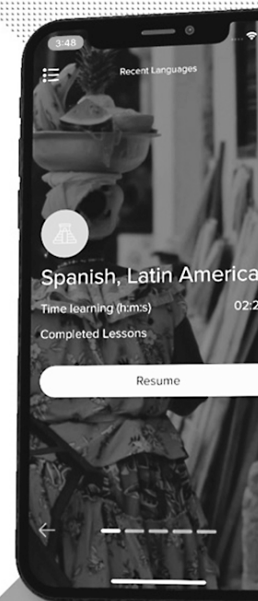 3:48
Recent Languages
Spanish, Latin America
Time learning (h:m:s)
02:2
Completed Lessons
Resume